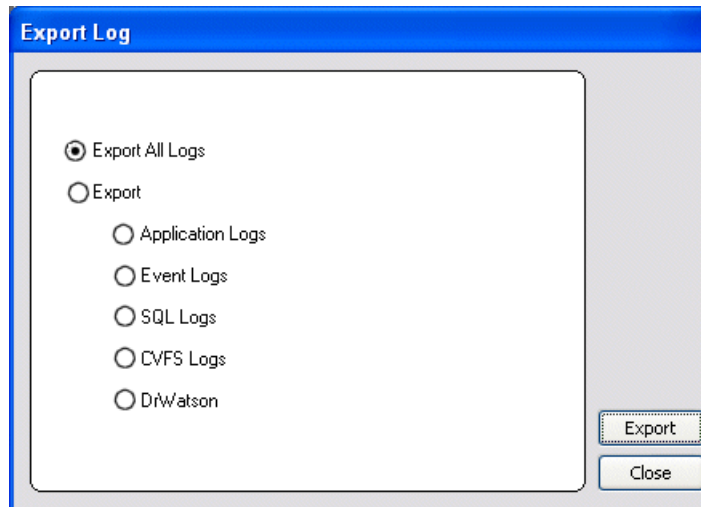 Export Log
Export All Logs
Export
Application Logs
Event Logs
SQL Logs
CVFS Logs
DrWatson
Export
Close